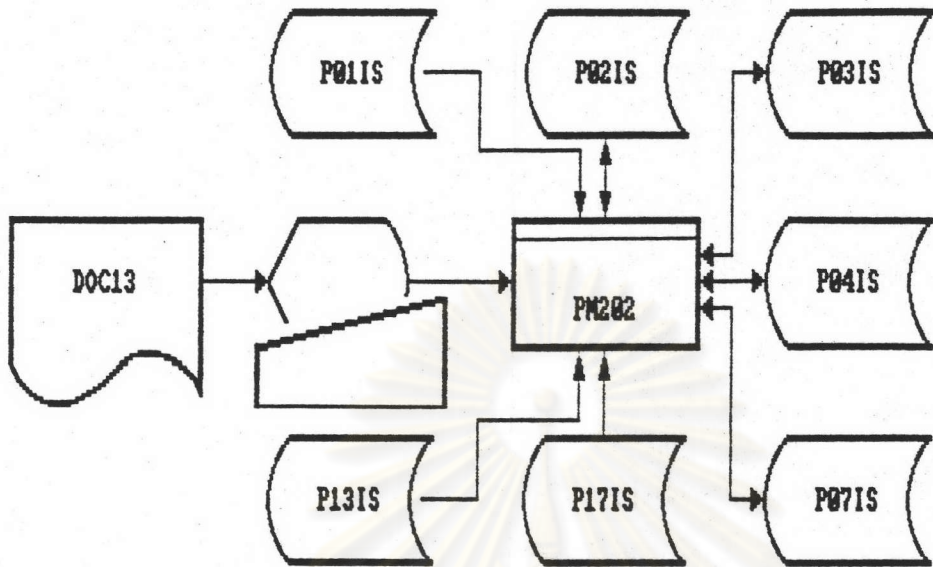 P01IS
P02IS
P03IS
DOC13
PM202
P04IS
P13IS
P17IS
P07IS